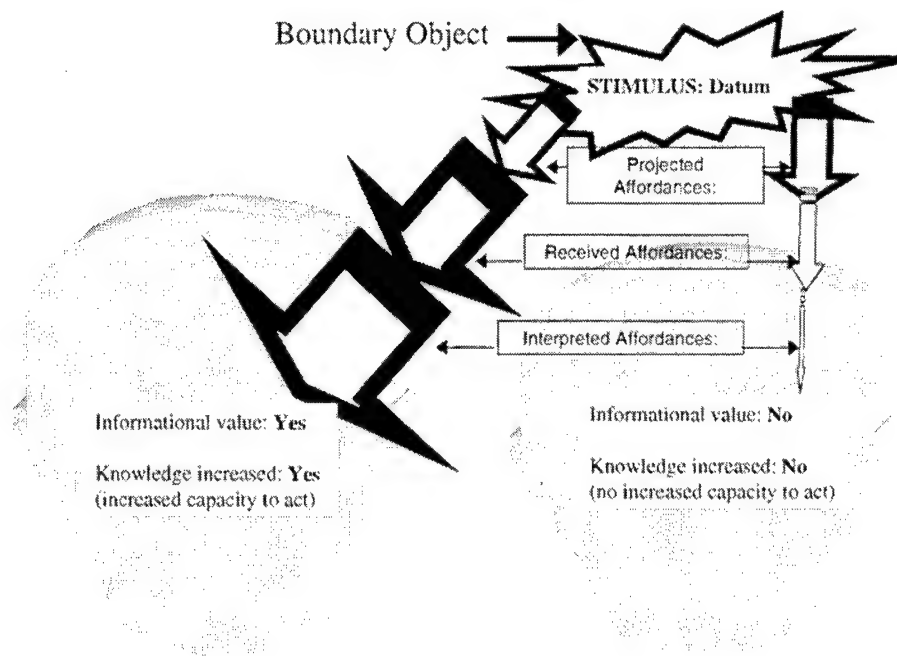 Boundary Object
STIMULUS: Datum
Projected
Affordances:
Received Affordances:
Interpreted Affordances:
Informational value: Yes
Knowledge increased: Yes
(increased capacity to act)
Informational value: No
Knowledge increased: No
(no increased capacity to act)